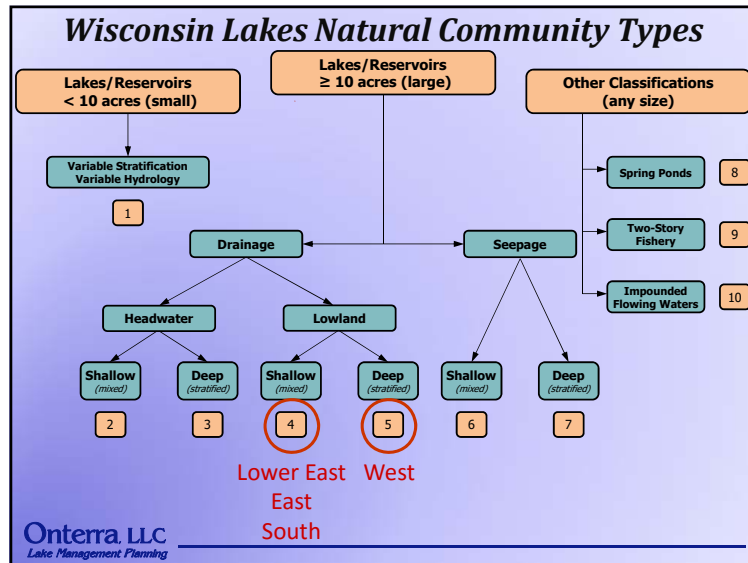 Wisconsin Lakes Natural Community Types
Lakes/Reservoirs
< 10 acres (small)
Lakes/Reservoirs
≥ 10 acres (large)
Other Classifications
(any size)
Variable Stratification
Variable Hydrology
1
Spring Ponds
8
Two-Story
Fishery
9
Impounded
Flowing Waters
10
Drainage
Seepage
Headwater
Lowland
Shallow
(mixed)
Deep
(stratified)
Shallow
(mixed)
Deep
(stratified)
Shallow
(mixed)
Deep
(stratified)
2
3
4
5
6
7
Lower East
East
South
West
Onterra, LLC
Lake Management Planning